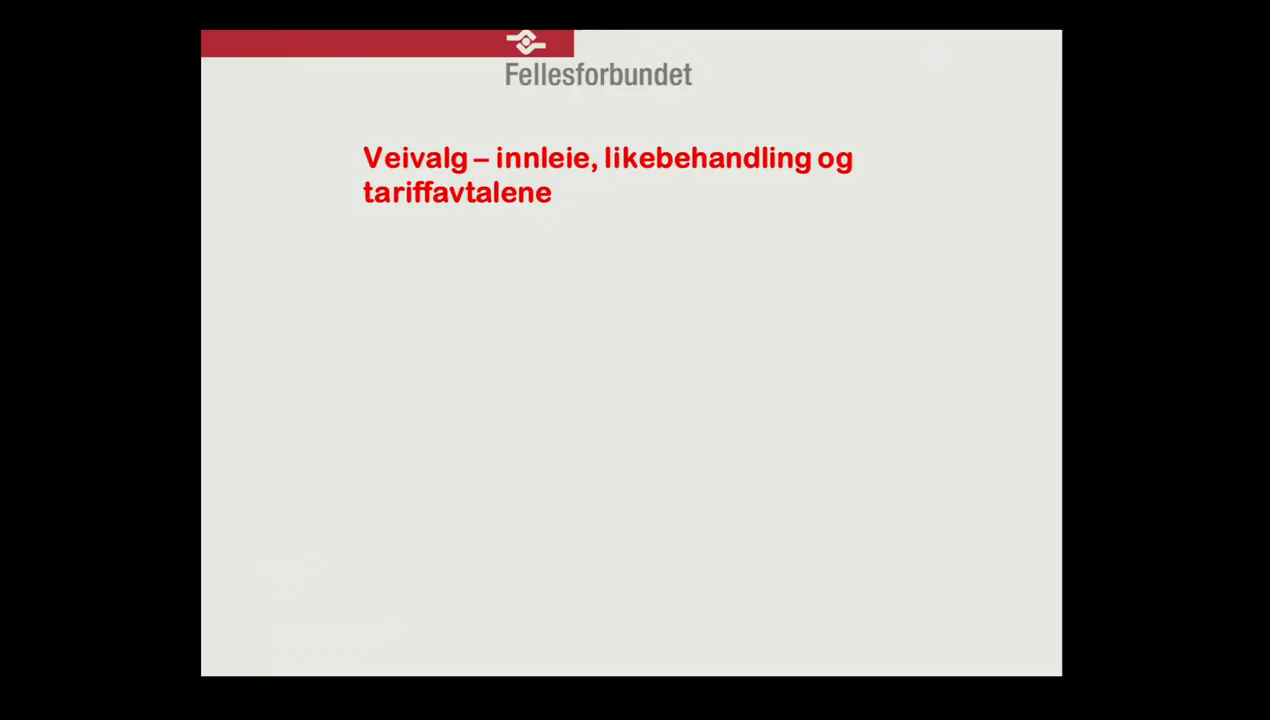 Fellesforbundet
Veivalg – innleie, likebehandling og
tariffavtalene